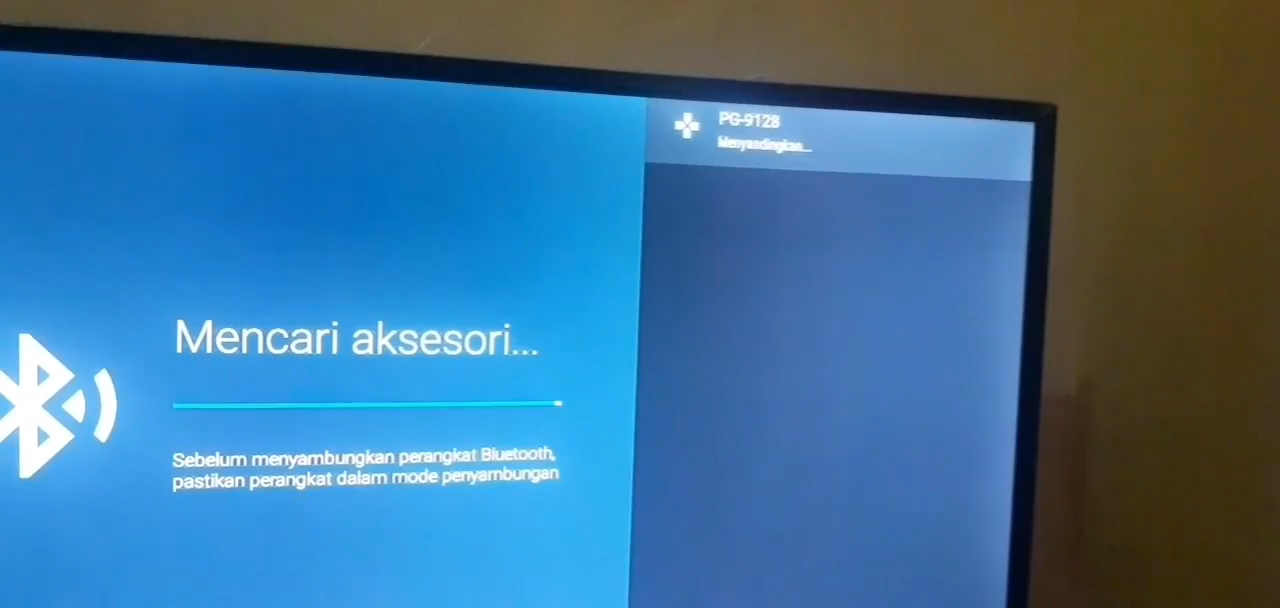 PG-9128
Menyandingkan...
Mencari aksesori...
Sebelum menyambungkan perangkat Bluetooth,
pastikan perangkat dalam mode penyambungan